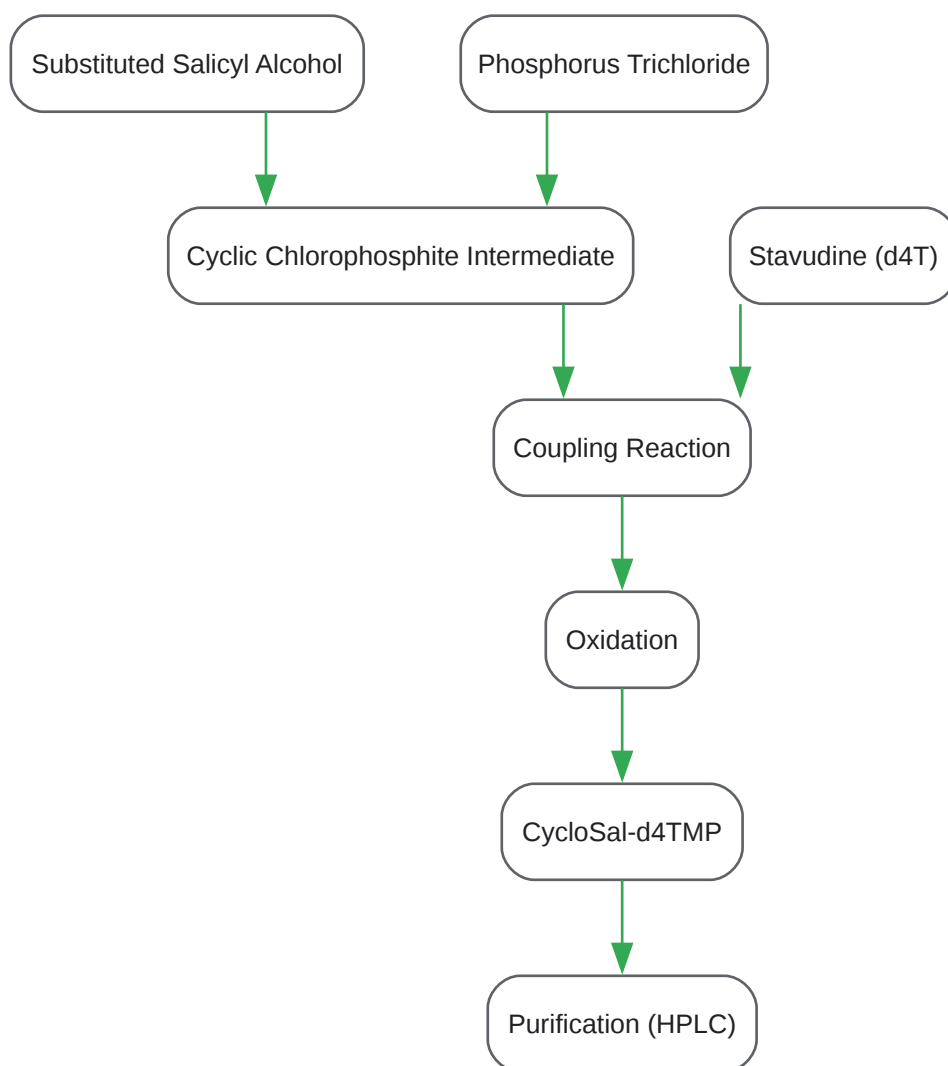 Substituted Salicyl Alcohol
Phosphorus Trichloride
Cyclic Chlorophosphite Intermediate
Stavudine (d4T)
Coupling Reaction
Oxidation
CycloSal-d4TMP
Purification (HPLC)